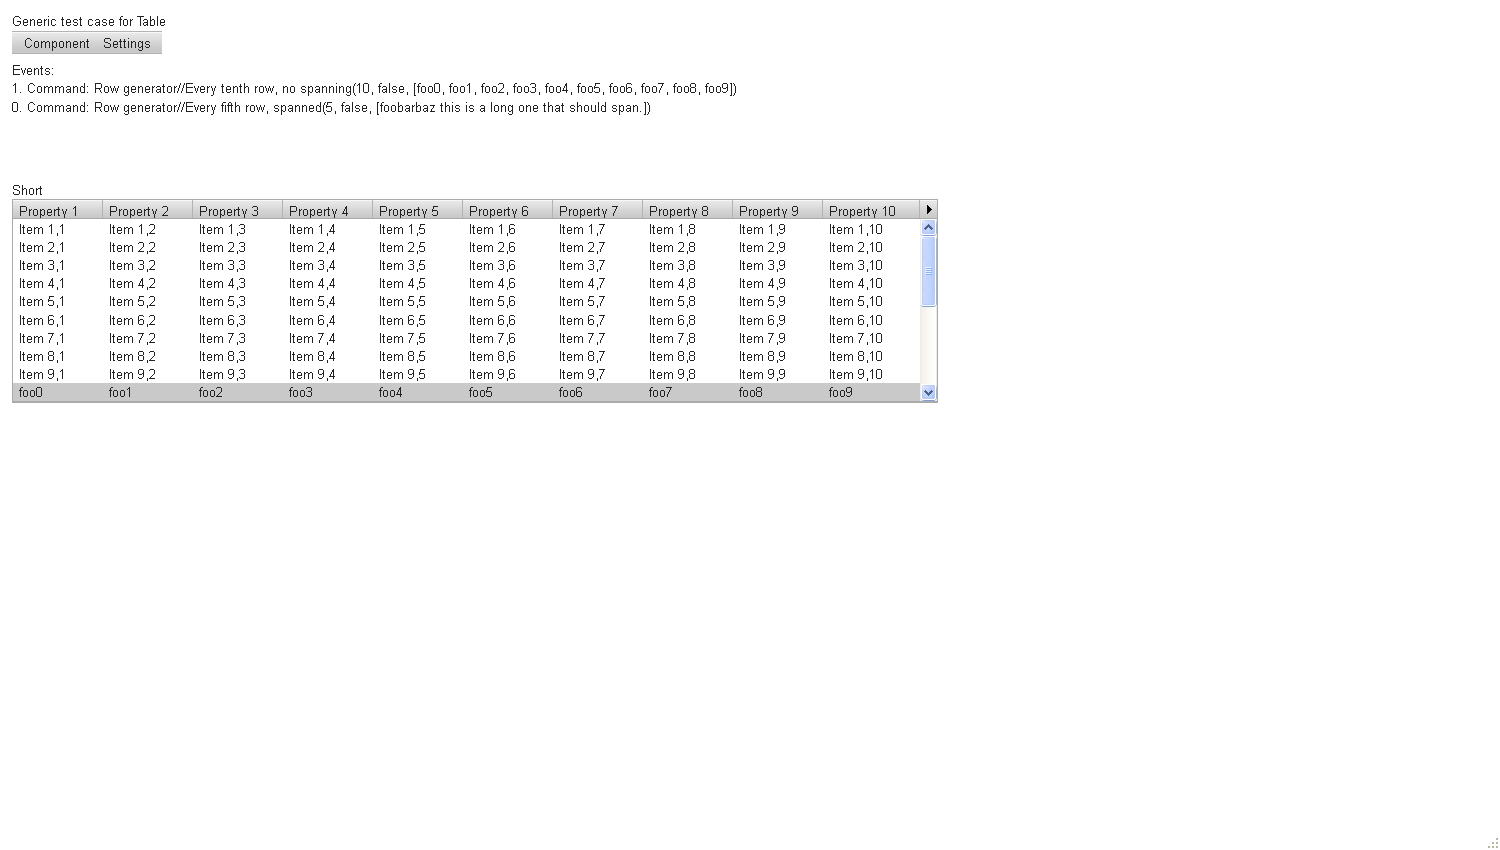 Generic test case for Table
Component Settings
Events:
1. Command: Row generator//Every tenth row, no spanning(10, false, [foo0, foo1, foo2, foo3, foo4, foo5, foo6, foo7, foo8, foo9])
0. Command: Row generator//Every fifth row, spanned(5, false, [foobarbaz this is a long one that should span.])
Short
Property 1 Property 2 Property 3 Property 4 Property 5 Property 6 Property 7 Property 8 Property 9 Property 10
Item 1,1 Item 1,2 Item 1,3 Item 1,4 Item 1,5 Item 1,6 Item 1,7 Item 1,8 Item 1,9 Item 1,10
Item 2,1 Item 2,2 Item 2,3 Item 2,4 Item 2,5 Item 2,6 Item 2,7 Item 2,8 Item 2,9 Item 2,10
Item 3,1 Item 3,2 Item 3,3 Item 3,4 Item 3,5 Item 3,6 Item 3,7 Item 3,8 Item 3,9 Item 3,10
Item 4,1 Item 4,2 Item 4,3 Item 4,4 Item 4,5 Item 4,6 Item 4,7 Item 4,8 Item 4,9 Item 4,10
Item 5,1 Item 5,2 Item 5,3 Item 5,4 Item 5,5 Item 5,6 Item 5,7 Item 5,8 Item 5,9 Item 5,10
Item 6,1 Item 6,2 Item 6,3 Item 6,4 Item 6,5 Item 6,6 Item 6,7 Item 6,8 Item 6,9 Item 6,10
Item 7,1 Item 7,2 Item 7,3 Item 7,4 Item 7,5 Item 7,6 Item 7,7 Item 7,8 Item 7,9 Item 7,10
Item 8,1 Item 8,2 Item 8,3 Item 8,4 Item 8,5 Item 8,6 Item 8,7 Item 8,8 Item 8,9 Item 8,10
Item 9,1 Item 9,2 Item 9,3 Item 9,4 Item 9,5 Item 9,6 Item 9,7 Item 9,8 Item 9,9 Item 9,10
foo0 foo1 foo2 foo3 foo4 foo5 foo6 foo7 foo8 foo9